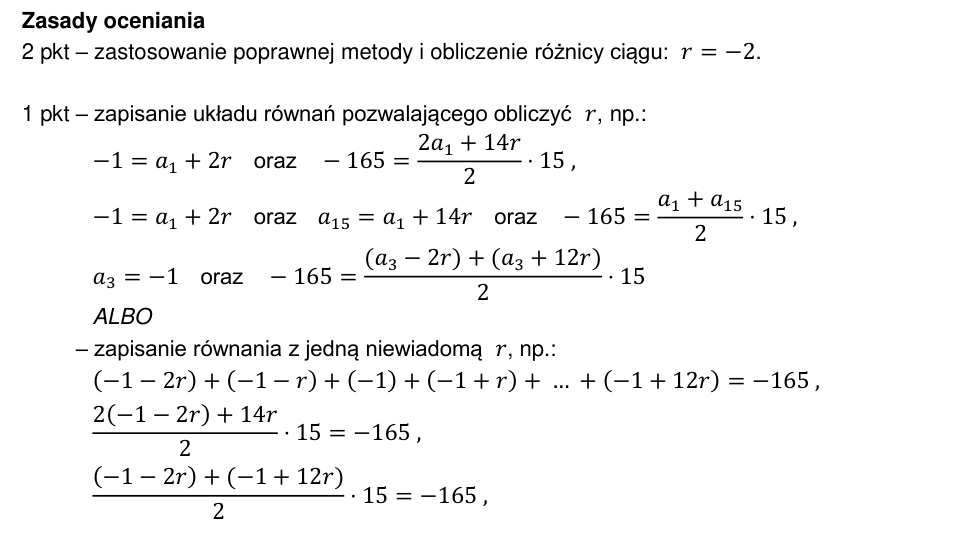 Zasady oceniania
2 pkt – zastosowanie poprawnej metody i obliczenie różnicy ciągu: r = −2.
1 pkt – zapisanie układu równań pozwalającego obliczyć r, np.:
−1 = a₁ + 2r oraz − 165 = (2a₁ + 14r)/2 · 15 ,
−1 = a₁ + 2r oraz a₁₅ = a₁ + 14r oraz − 165 = (a₁ + a₁₅)/2 · 15 ,
a₃ = −1 oraz − 165 = ((a₃ − 2r) + (a₃ + 12r))/2 · 15
ALBO
– zapisanie równania z jedną niewiadomą r, np.:
(−1 − 2r) + (−1 − r) + (−1) + (−1 + r) + … + (−1 + 12r) = −165 ,
(2(−1 − 2r) + 14r)/2 · 15 = −165 ,
((−1 − 2r) + (−1 + 12r))/2 · 15 = −165 ,